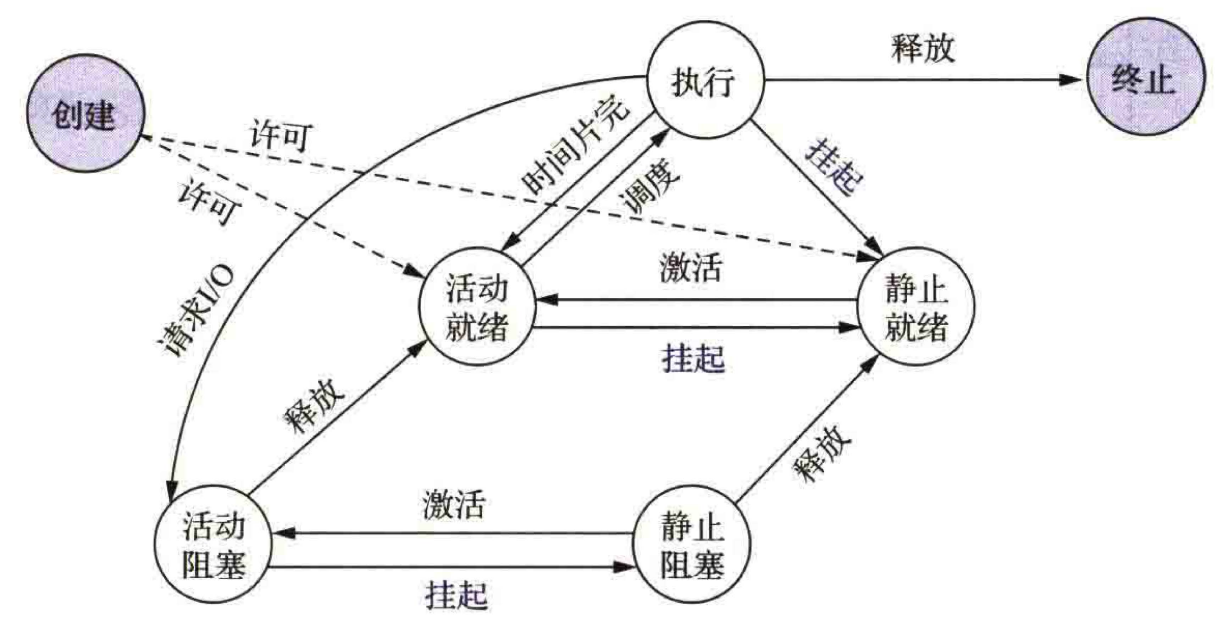 执行
释放
终止
创建
许可
许可
时间片完
调度
挂起
请求I/O
活动
就绪
激活
挂起
静止
就绪
释放
释放
活动
阻塞
激活
挂起
静止
阻塞